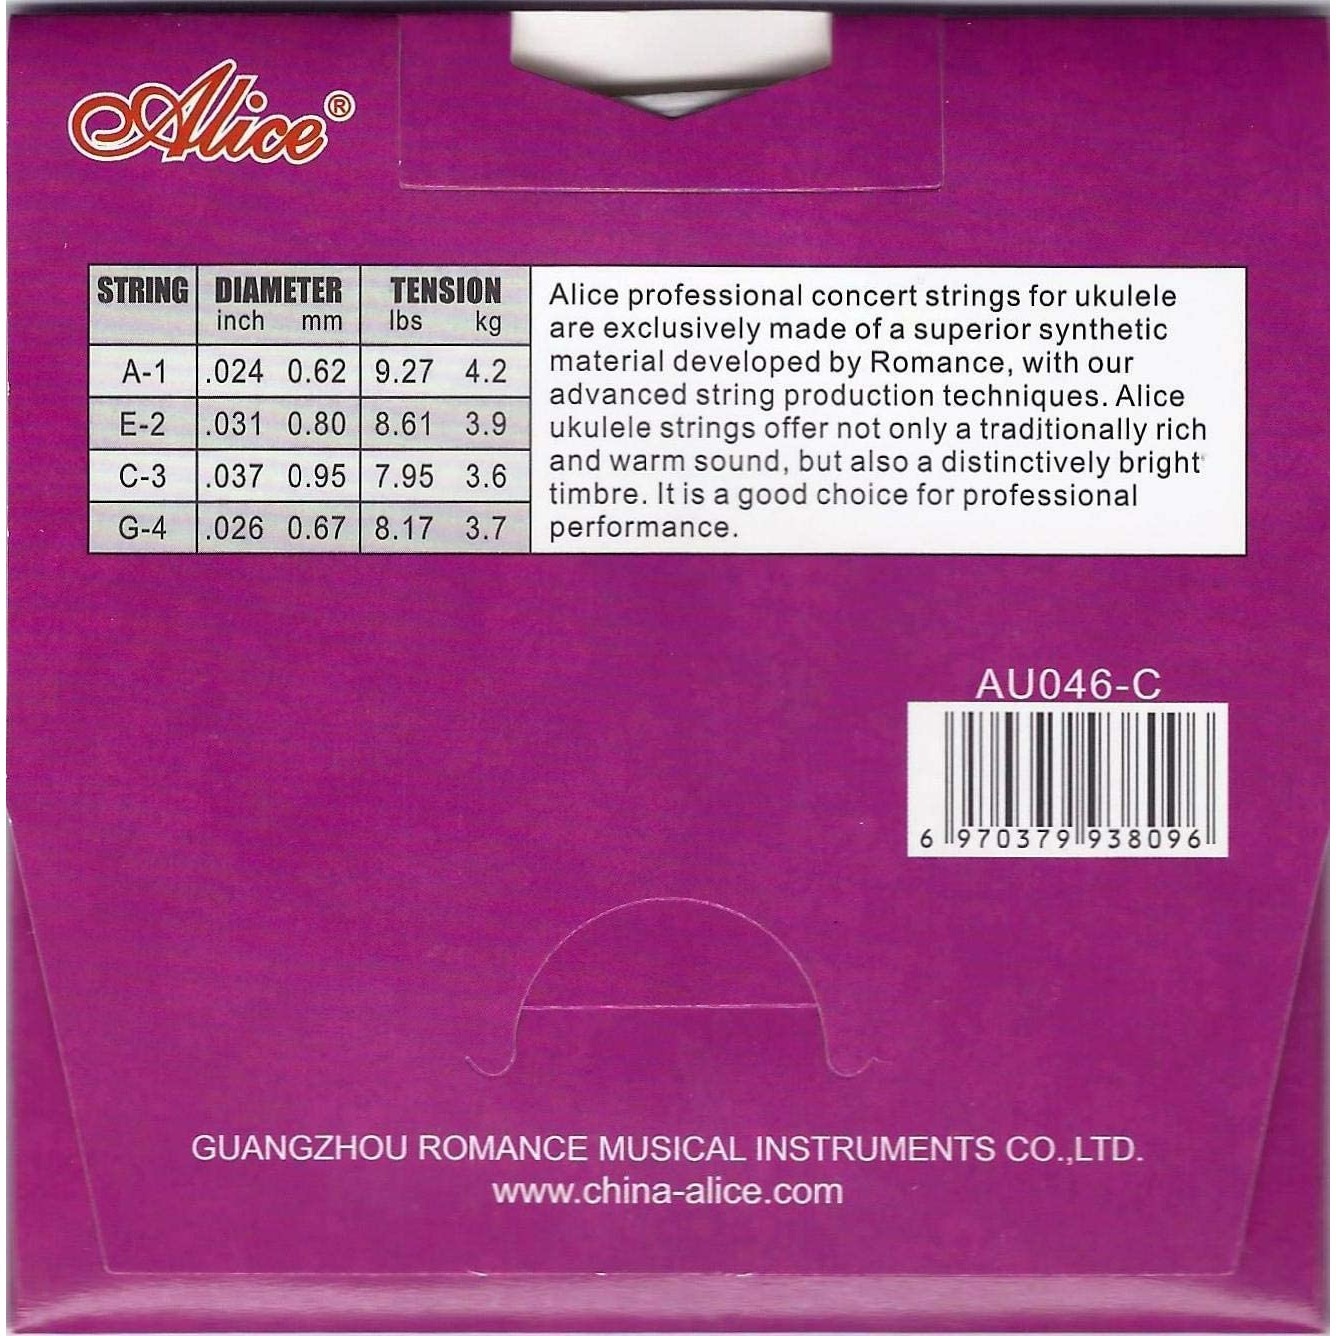 Alice®
STRING DIAMETER TENSION
inch mm lbs kg
A-1 .024 0.62 9.27 4.2
E-2 .031 0.80 8.61 3.9
C-3 .037 0.95 7.95 3.6
G-4 .026 0.67 8.17 3.7
Alice professional concert strings for ukulele
are exclusively made of a superior synthetic
material developed by Romance, with our
advanced string production techniques. Alice
ukulele strings offer not only a traditionally rich
and warm sound, but also a distinctively bright
timbre. It is a good choice for professional
performance.
AU046-C
6 970379 938096
GUANGZHOU ROMANCE MUSICAL INSTRUMENTS CO.,LTD.
www.china-alice.com